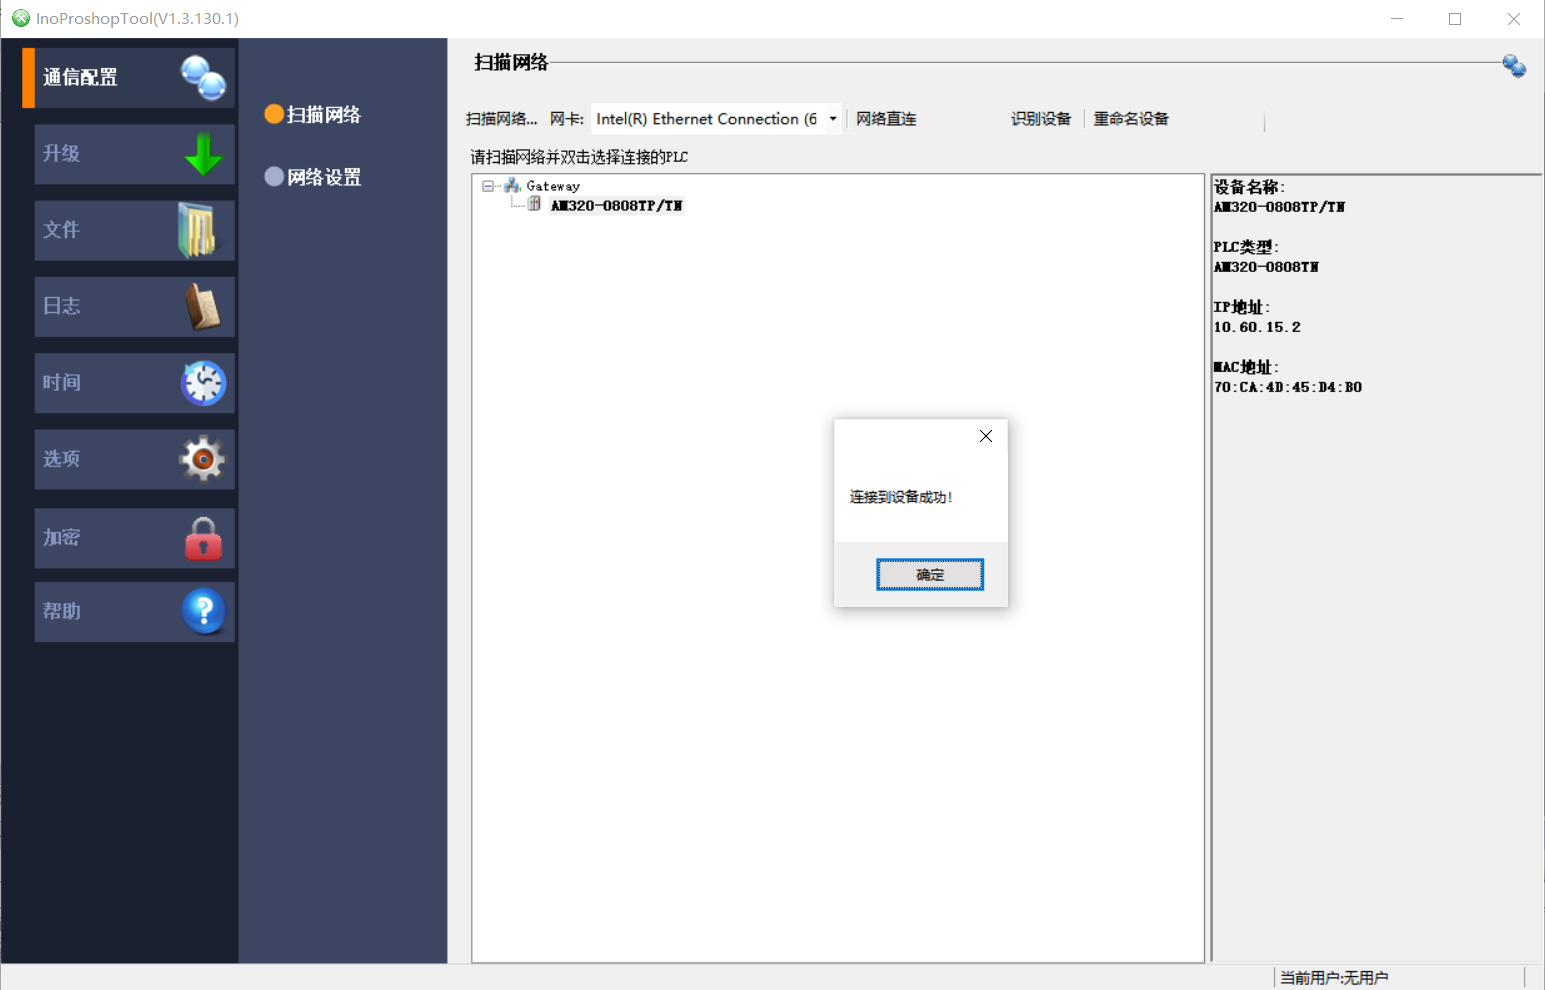 InoProshopTool(V1.3.130.1)
通信配置
升级
文件
日志
时间
选项
加密
帮助
扫描网络
网络设置
扫描网络
扫描网络... 网卡: Intel(R) Ethernet Connection (6 网络直连 识别设备 重命名设备
请扫描网络并双击选择连接的PLC
Gateway
AM320-0808TP/TN
设备名称:
AM320-0808TP/TN
PLC类型:
AM320-0808TN
IP地址:
10.60.15.2
MAC地址:
70:CA:4D:45:D4:B0
连接到设备成功!
确定
当前用户:无用户